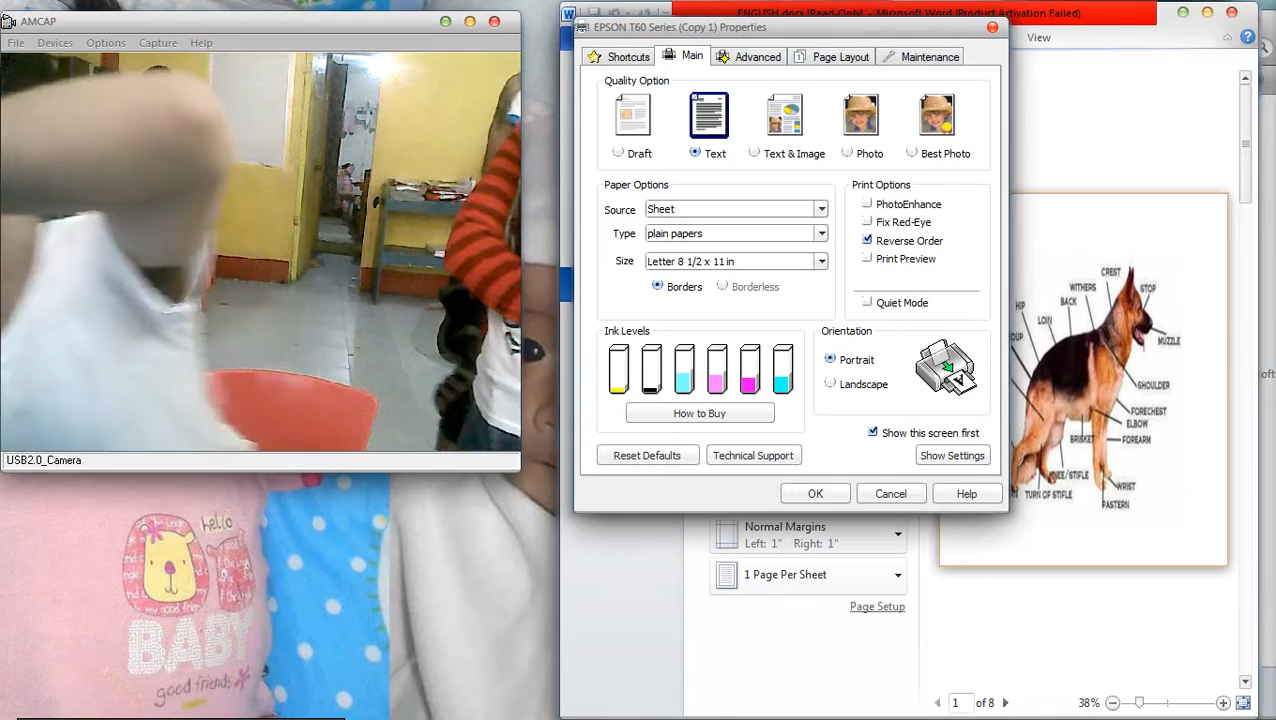 AMCAP
File Devices Options Capture Help
USB2.0_Camera
hello
BABY
good friends
ENGLISH.docx [Read-Only] - Microsoft Word (Product Activation Failed)
View
EPSON T60 Series (Copy 1) Properties
Shortcuts Main Advanced Page Layout Maintenance
Quality Option
Draft Text Text & Image Photo Best Photo
Paper Options
Source Sheet
Type plain papers
Size Letter 8 1/2 x 11 in
Borders Borderless
Print Options
PhotoEnhance
Fix Red-Eye
Reverse Order
Print Preview
Quiet Mode
Ink Levels
How to Buy
Orientation
Portrait
Landscape
Show this screen first
Reset Defaults Technical Support Show Settings
OK Cancel Help
CREST
WITHERS STOP
BACK
HIP
LOIN
MUZZLE
SHOULDER
FORECHEST
ELBOW
BRISKET FOREARM
KNEE/STIFLE
WRIST
TURN OF STIFLE
PASTERN
Normal Margins
Left: 1" Right: 1"
1 Page Per Sheet
Page Setup
1 of 8
38%